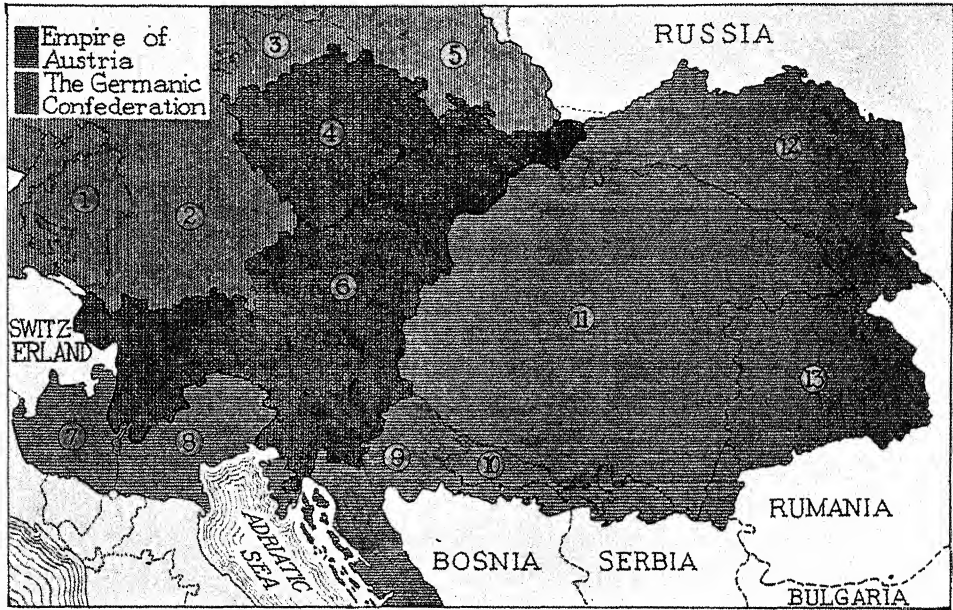 Empire of
Austria
The Germanic
Confederation
RUSSIA
3
5
4
12
1
2
6
11
SWITZ-
ERLAND
13
7
8
9
10
ADRIATIC
SEA
BOSNIA
SERBIA
RUMANIA
BULGARIA